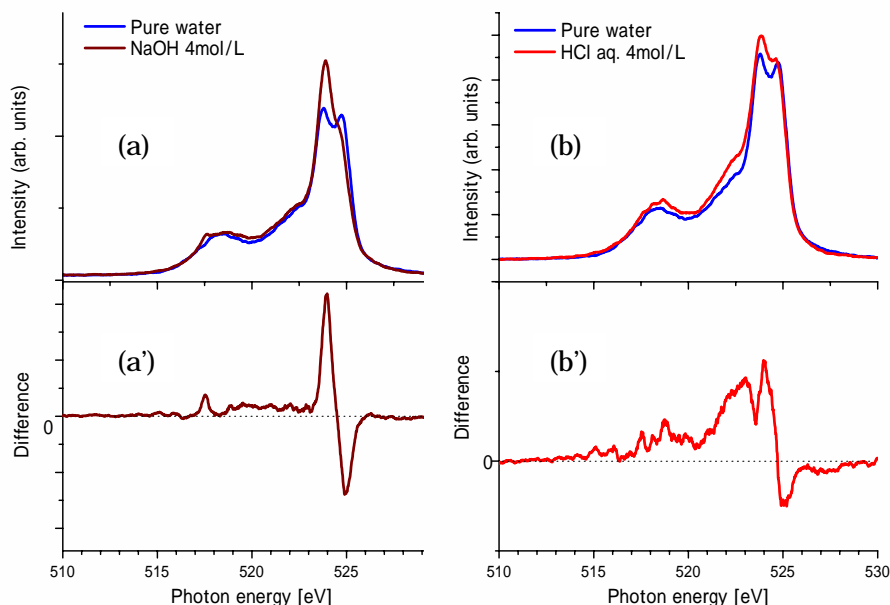 Pure water
NaOH 4mol/L
(a)
Intensity (arb. units)
(a')
0
Difference
510
515
520
525
Photon energy [eV]
Pure water
HCl aq. 4mol/L
(b)
Intensity (arb. units)
(b')
0
Difference
510
515
520
525
530
Photon energy [eV]